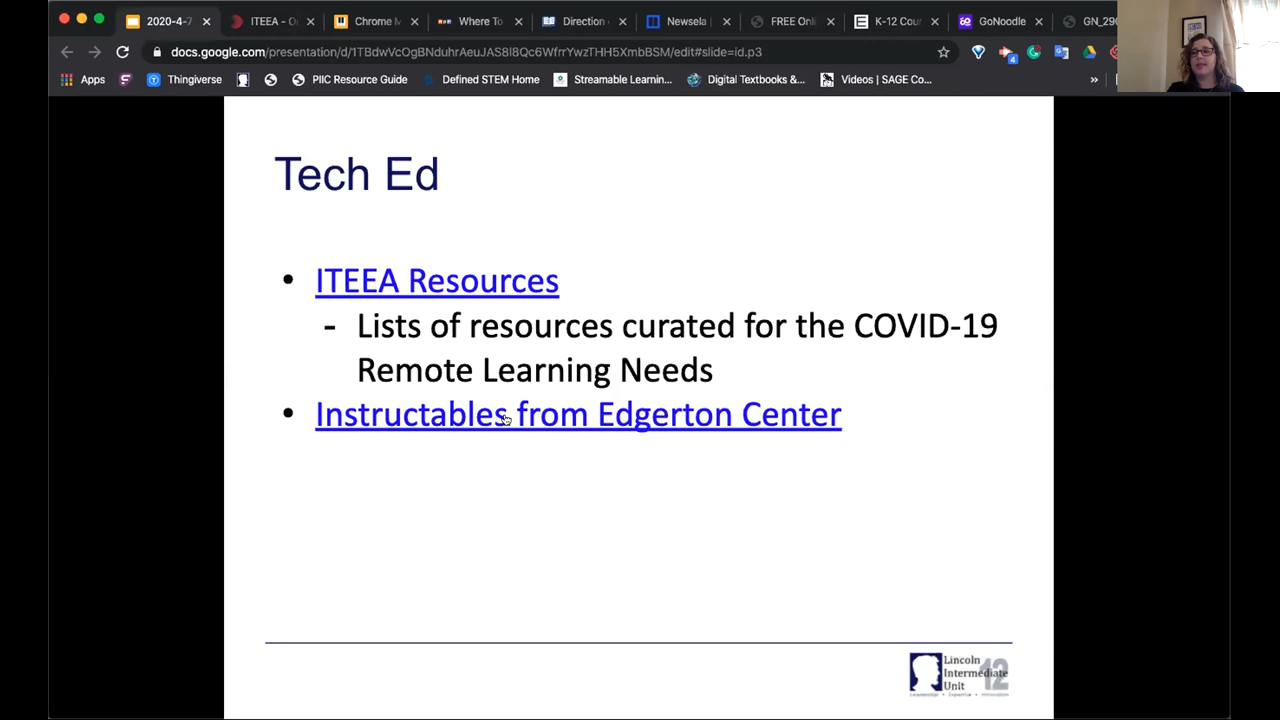 2020-4-7
ITEEA - O
Chrome M
Where To
Direction
Newsela
FREE Onli
K-12 Cour
GoNoodle
GN_290
docs.google.com/presentation/d/1TBdwVcOgBNduhrAeuJAS8I8Qc6WfrrYwzTHH5XmbBSM/edit#slide=id.p3
Apps
Thingiverse
PIIC Resource Guide
Defined STEM Home
Streamable Learnin...
Digital Textbooks &...
Videos | SAGE Co...
Tech Ed
• ITEEA Resources
- Lists of resources curated for the COVID-19
Remote Learning Needs
• Instructables from Edgerton Center
Lincoln
Intermediate
Unit
12